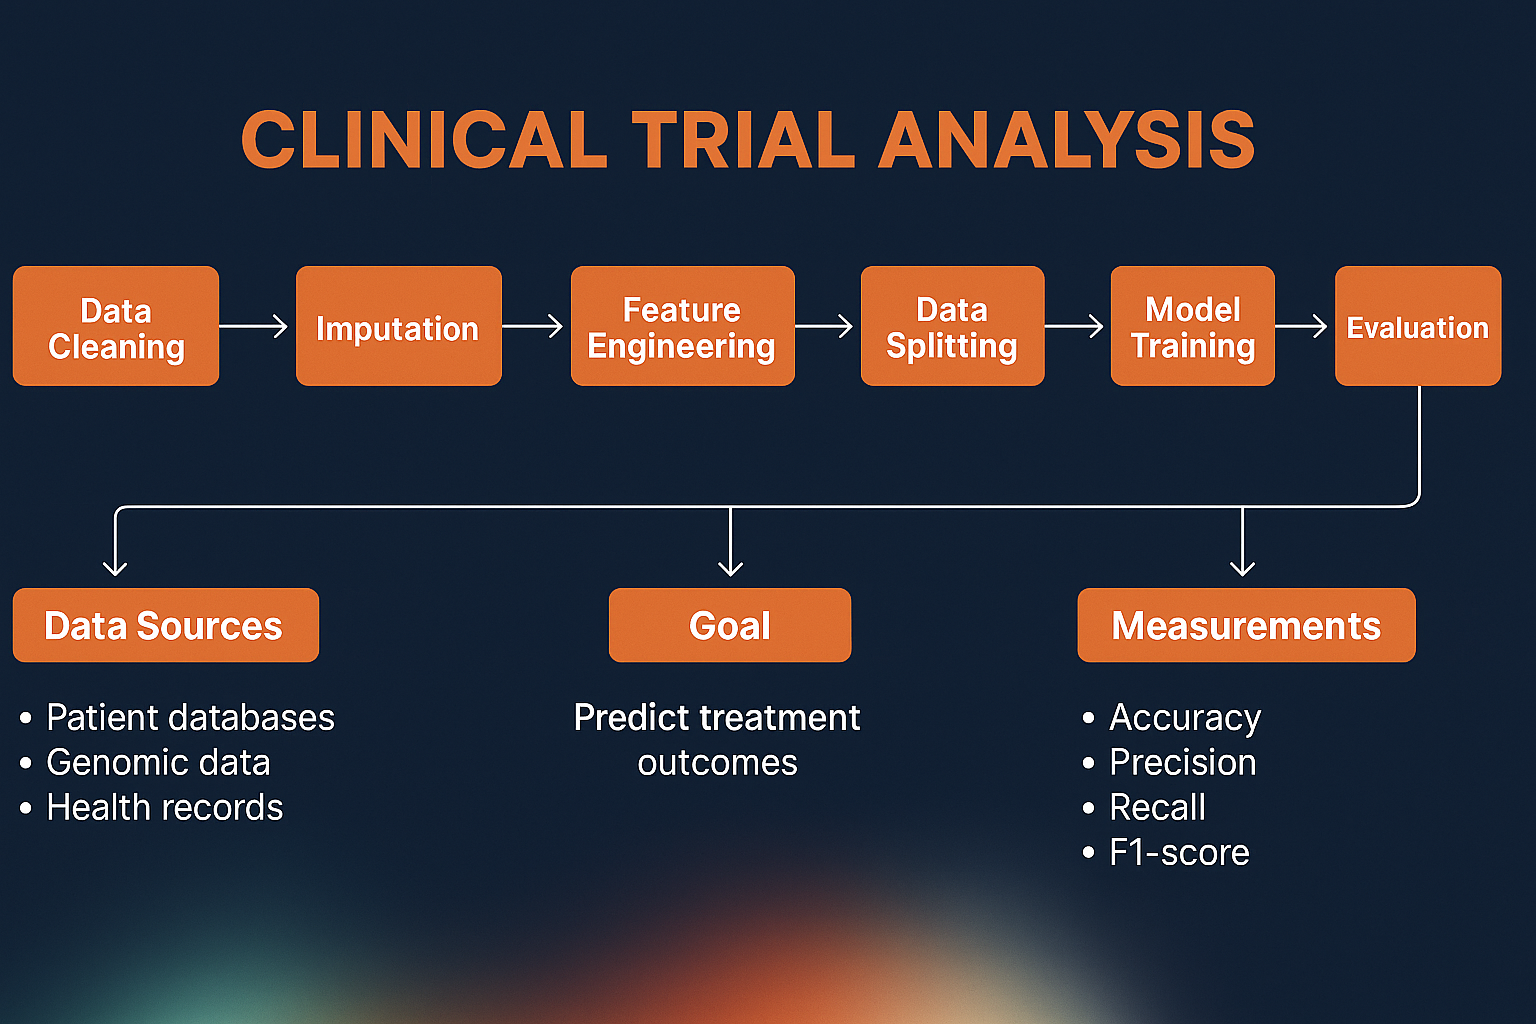 CLINICAL TRIAL ANALYSIS
Data
Cleaning
Imputation
Feature
Engineering
Data
Splitting
Model
Training
Evaluation
Data Sources
• Patient databases
• Genomic data
• Health records
Goal
Predict treatment
outcomes
Measurements
• Accuracy
• Precision
• Recall
• F1-score